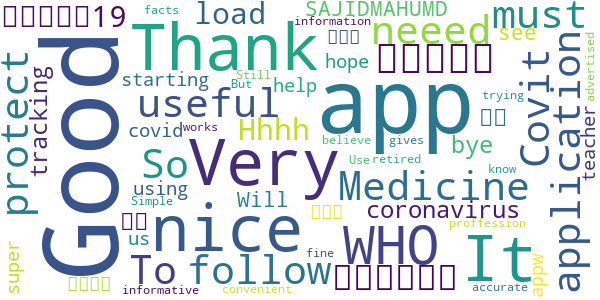 19
facts
load
SAJIDMAHUMD
information
must
Thank
neeed
see
Good
protect
tracking
starting
useful
covid
works
Still
But
help
hope
app
trying
advertised
Covit
application
teacher
Hhhh
bye
So
Very
believe
gives
using
Simple
Use
retired
know
Medicine
Will
coronavirus
us
nice
To
follow
WHO
It
proffession
fine
accurate
appw
super
informative
convenient